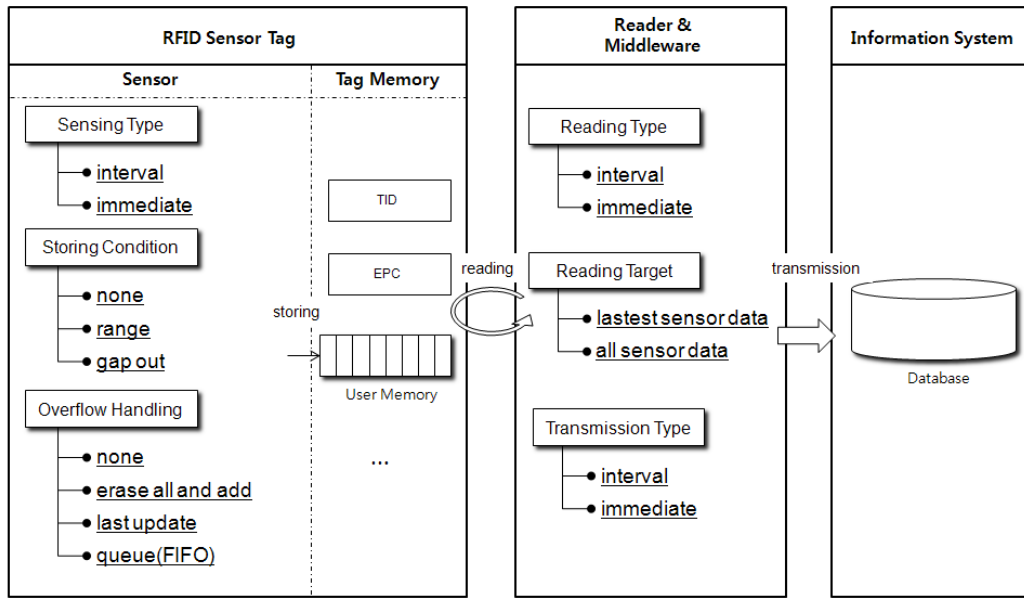 RFID Sensor Tag
Sensor
Tag Memory
Sensing Type
interval
immediate
Storing Condition
none
range
gap out
Overflow Handling
none
erase all and add
last update
queue(FIFO)
storing
TID
EPC
User Memory
...
reading
Reader &
Middleware
Reading Type
interval
immediate
Reading Target
lastest sensor data
all sensor data
Transmission Type
interval
immediate
transmission
Information System
Database